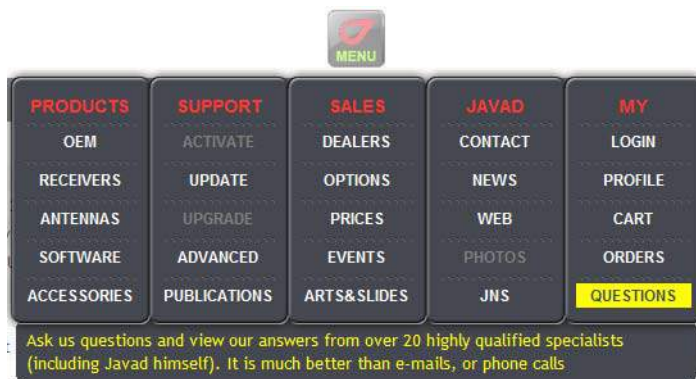 MENU
PRODUCTS SUPPORT SALES JAVAD MY
OEM ACTIVATE DEALERS CONTACT LOGIN
RECEIVERS UPDATE OPTIONS NEWS PROFILE
ANTENNAS UPGRADE PRICES WEB CART
SOFTWARE ADVANCED EVENTS PHOTOS ORDERS
ACCESSORIES PUBLICATIONS ARTS&SLIDES JNS QUESTIONS
Ask us questions and view our answers from over 20 highly qualified specialists
(including Javad himself). It is much better than e-mails, or phone calls